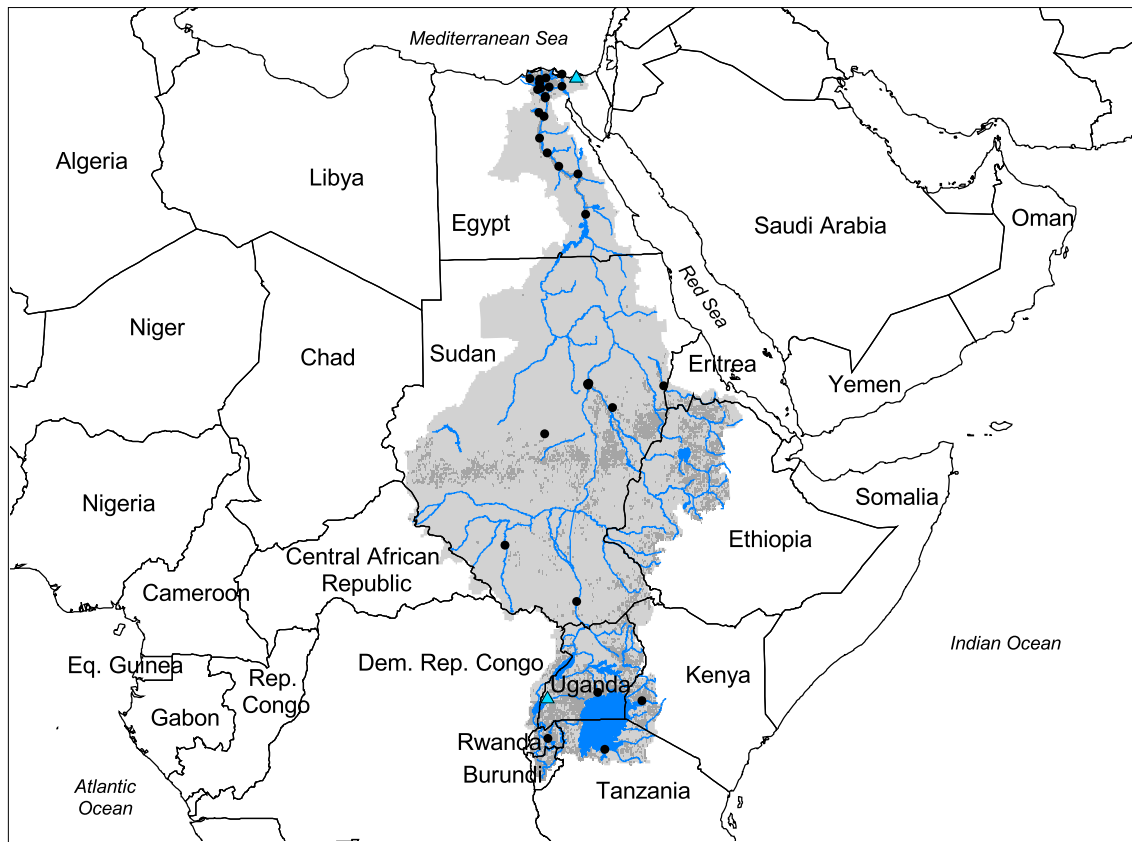 Mediterranean Sea
Algeria
Libya
Egypt
Saudi Arabia
Oman
Red Sea
Niger
Chad
Sudan
Eritrea
Yemen
Nigeria
Somalia
Ethiopia
Central African
Republic
Cameroon
Indian Ocean
Eq. Guinea
Dem. Rep. Congo
Rep.
Congo
Uganda
Kenya
Gabon
Rwanda
Burundi
Tanzania
Atlantic
Ocean